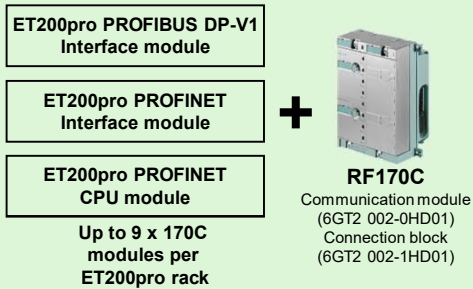 ET200pro PROFIBUS DP-V1
Interface module
ET200pro PROFINET
Interface module
ET200pro PROFINET
CPU module
Up to 9 x 170C
modules per
ET200pro rack
+
RF170C
Communication module
(6GT2 002-0HD01)
Connection block
(6GT2 002-1HD01)